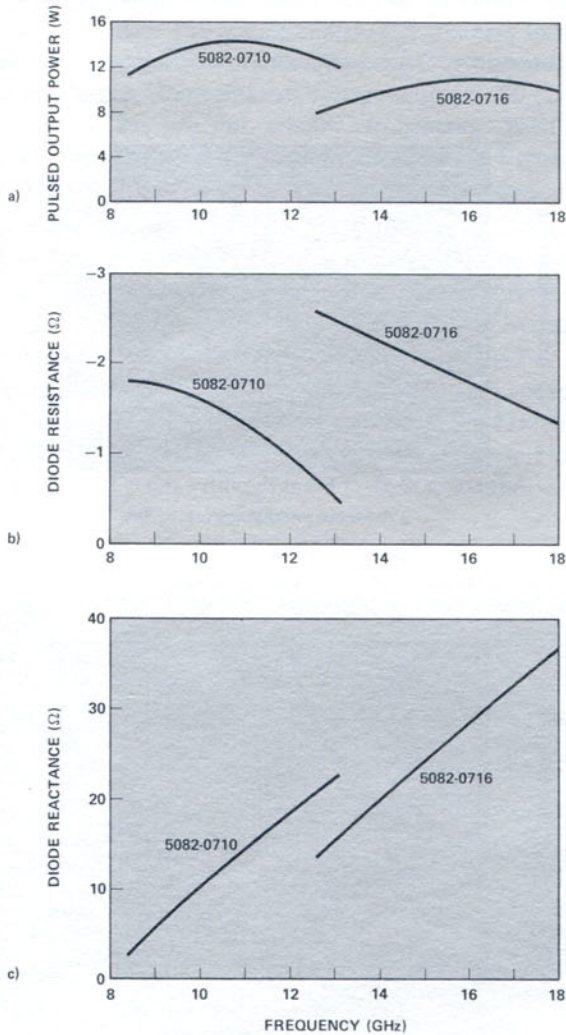 a)
PULSED OUTPUT POWER (W)
16
12
8
4
0
5082-0710
5082-0716
8 10 12 14 16 18
b)
DIODE RESISTANCE (Ω)
−3
−2
−1
0
5082-0710
5082-0716
8 10 12 14 16 18
c)
DIODE REACTANCE (Ω)
40
30
20
10
0
5082-0710
5082-0716
8 10 12 14 16 18
FREQUENCY (GHz)